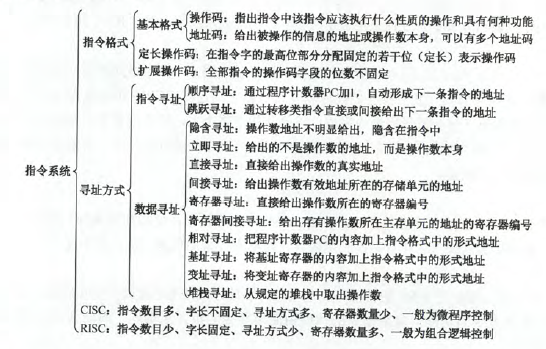 操作码：指出指令中该指令应该执行什么性质的操作和具有何种功能
基本格式
地址码：给出被操作的信息的地址或操作数本身，可以有多个地址码
指令格式
定长操作码：在指令字的最高位部分分配固定的若干位（定长）表示操作码
扩展操作码：全部指令的操作码字段的位数不固定
顺序寻址：通过程序计数器PC加1，自动形成下一条指令的地址
指令寻址
跳跃寻址：通过转移类指令直接或间接给出下一条指令的地址
隐含寻址：操作数地址不明显给出，隐含在指令中
立即寻址：给出的不是操作数的地址，而是操作数本身
直接寻址：直接给出操作数的真实地址
指令系统
寻址方式
间接寻址：给出操作数有效地址所在的存储单元的地址
数据寻址
寄存器寻址：直接给出操作数所在的寄存器编号
寄存器间接寻址：给出存有操作数所在主存单元的地址的寄存器编号
相对寻址：把程序计数器PC的内容加上指令格式中的形式地址
基址寻址：将基址寄存器的内容加上指令格式中的形式地址
变址寻址：将变址寄存器的内容加上指令格式中的形式地址
堆栈寻址：从规定的堆栈中取出操作数
CISC：指令数目多、字长不固定、寻址方式多、寄存器数量少、一般为微程序控制
RISC：指令数目少、字长固定、寻址方式少、寄存器数量多、一般为组合逻辑控制